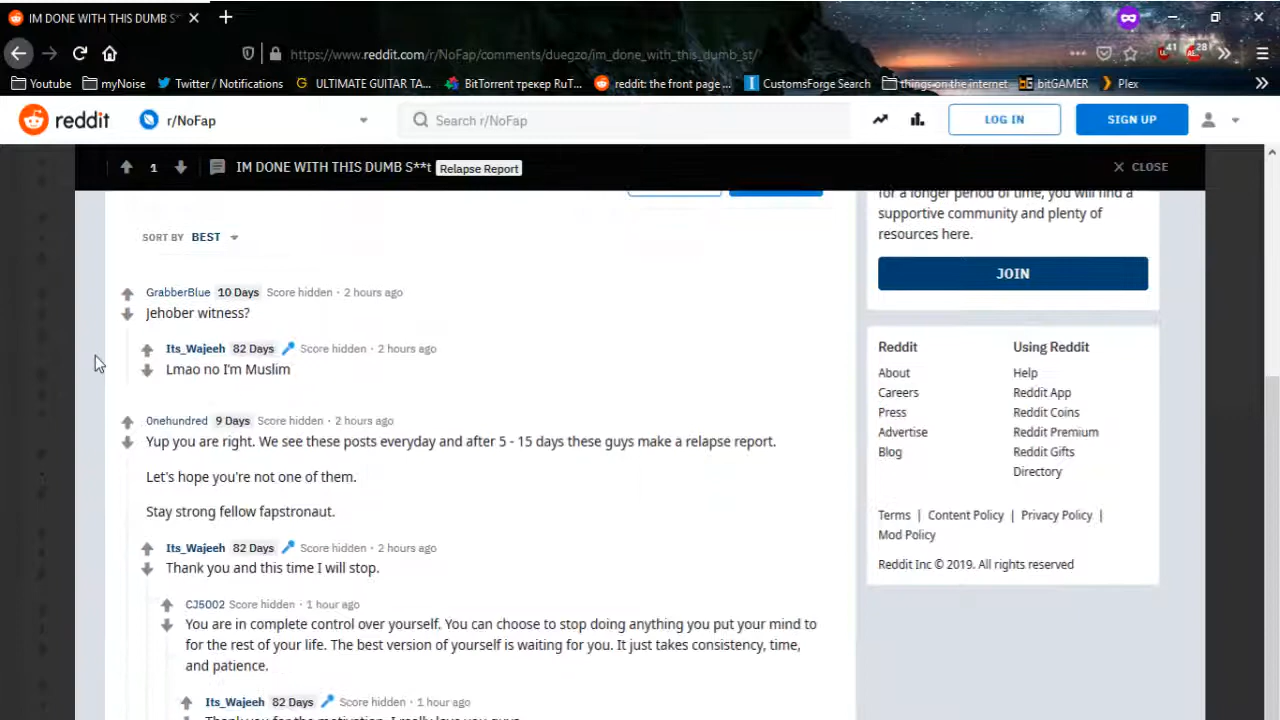 IM DONE WITH THIS DUMB S*
https://www.reddit.com/r/NoFap/comments/duegzo/im_done_with_this_dumb_st/
41
28
Youtube myNoise Twitter / Notifications ULTIMATE GUITAR TA... BitTorrent трекер RuT... reddit: the front page ... CustomsForge Search things on the internet bitGAMER Plex
reddit r/NoFap Search r/NoFap LOG IN SIGN UP
1 IM DONE WITH THIS DUMB S**t Relapse Report CLOSE
SORT BY BEST
GrabberBlue 10 Days Score hidden · 2 hours ago
Jehober witness?
Its_Wajeeh 82 Days Score hidden · 2 hours ago
Lmao no I'm Muslim
0nehundred 9 Days Score hidden · 2 hours ago
Yup you are right. We see these posts everyday and after 5 - 15 days these guys make a relapse report.
Let's hope you're not one of them.
Stay strong fellow fapstronaut.
Its_Wajeeh 82 Days Score hidden · 2 hours ago
Thank you and this time I will stop.
CJ5002 Score hidden · 1 hour ago
You are in complete control over yourself. You can choose to stop doing anything you put your mind to
for the rest of your life. The best version of yourself is waiting for you. It just takes consistency, time,
and patience.
Its_Wajeeh 82 Days Score hidden · 1 hour ago
Thank you for the motivation. I really love you guys
for a longer period of time, you will find a
supportive community and plenty of
resources here.
JOIN
Reddit Using Reddit
About Help
Careers Reddit App
Press Reddit Coins
Advertise Reddit Premium
Blog Reddit Gifts
Directory
Terms | Content Policy | Privacy Policy |
Mod Policy
Reddit Inc © 2019. All rights reserved